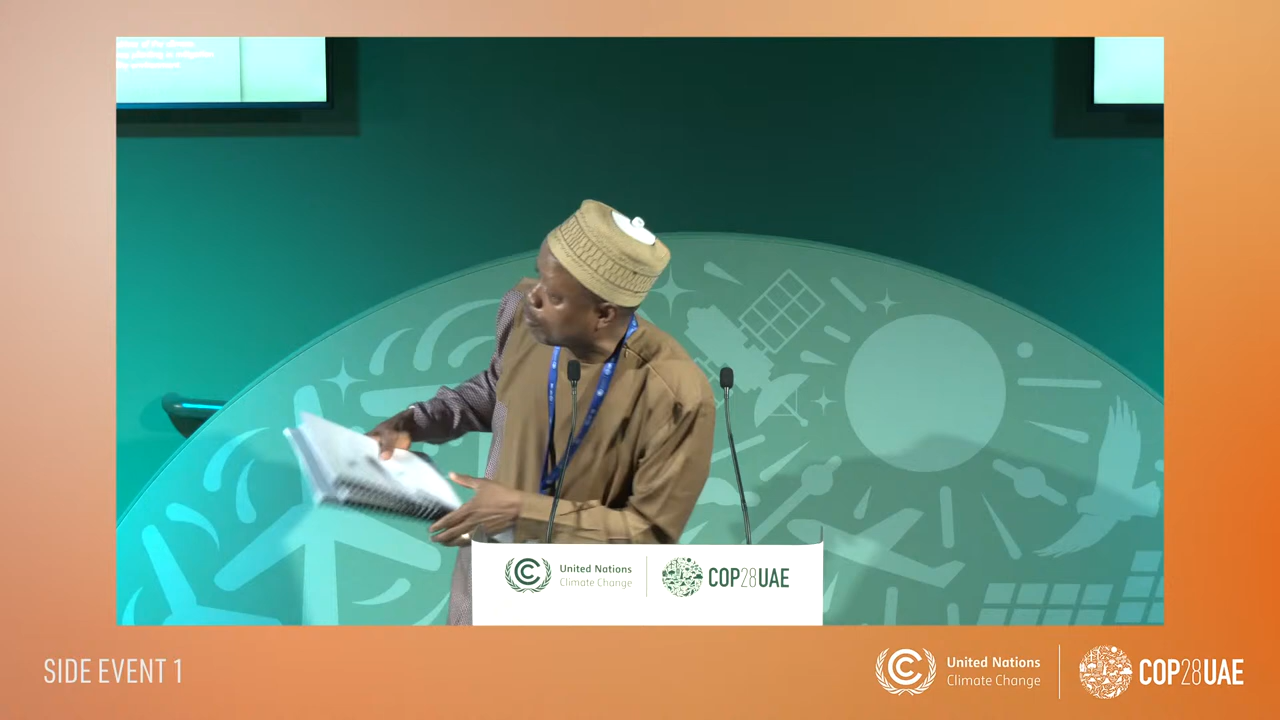 United Nations
Climate Change
COP28UAE
SIDE EVENT 1
United Nations
Climate Change
COP28UAE